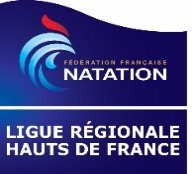 FÉDÉRATION FRANÇAISE
NATATION
LIGUE RÉGIONALE
HAUTS DE FRANCE